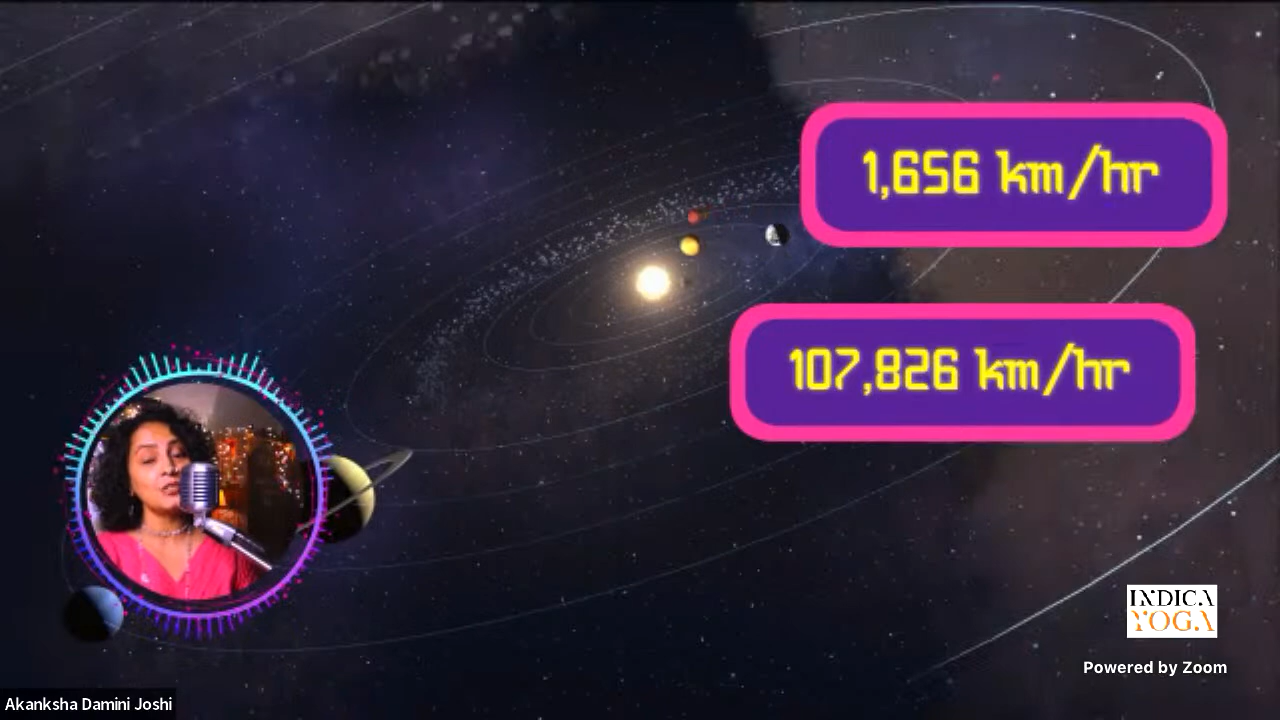 1,656 km/hr
107,826 km/hr
INDICA
YOGA
Powered by Zoom
Akanksha Damini Joshi